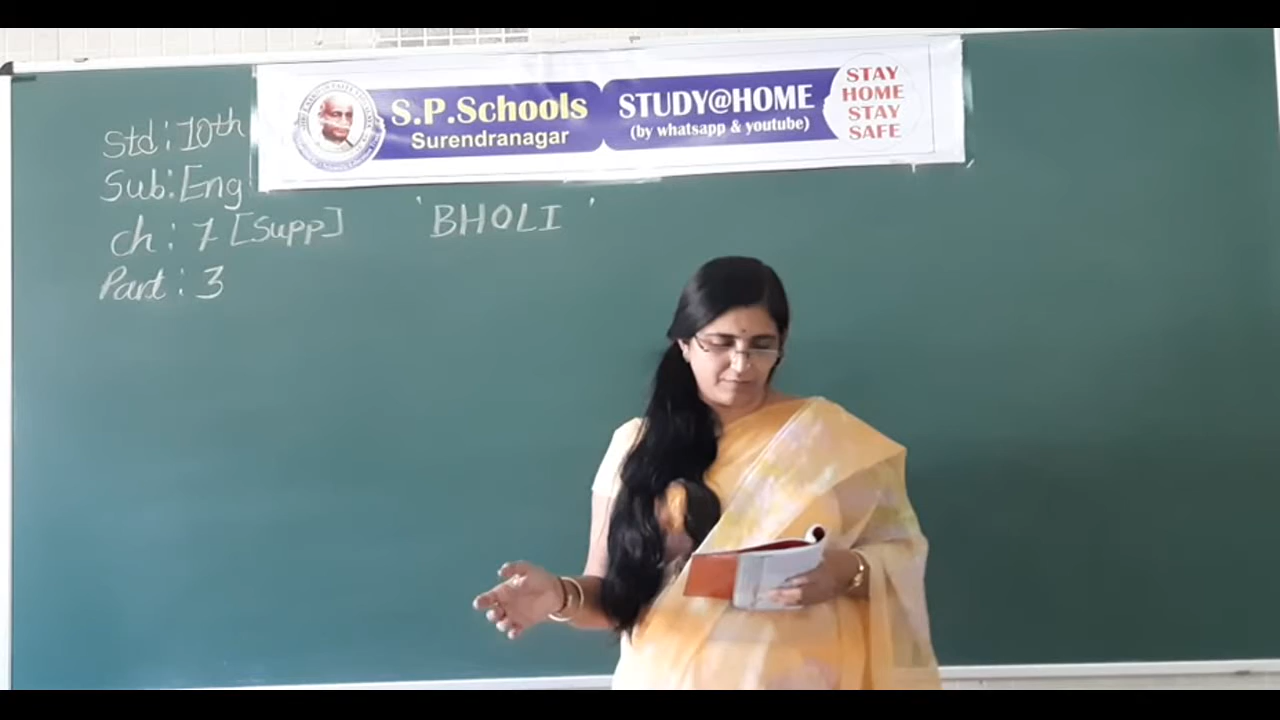 S.P.Schools
Surendranagar
STUDY@HOME
(by whatsapp & youtube)
STAY
HOME
STAY
SAFE
Std : 10th
Sub: Eng
Ch : 7 [Supp]
'BHOLI'
Part : 3